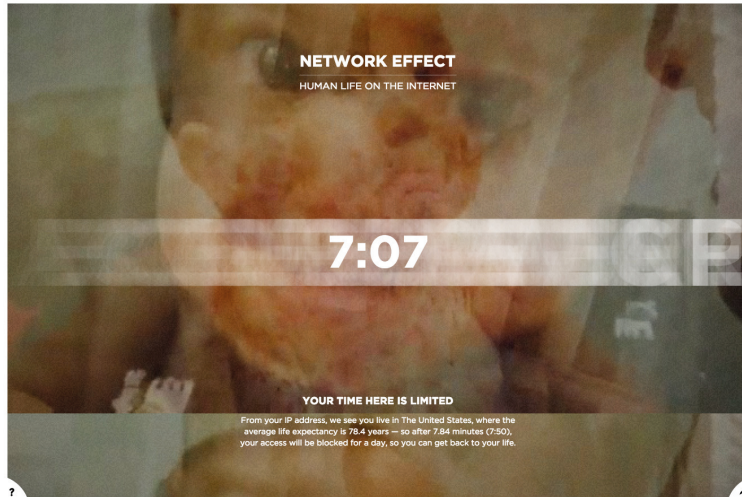 NETWORK EFFECT
HUMAN LIFE ON THE INTERNET
7:07
YOUR TIME HERE IS LIMITED
From your IP address, we see you live in The United States, where the
average life expectancy is 78.4 years — so after 7.84 minutes (7:50),
your access will be blocked for a day, so you can get back to your life.
?